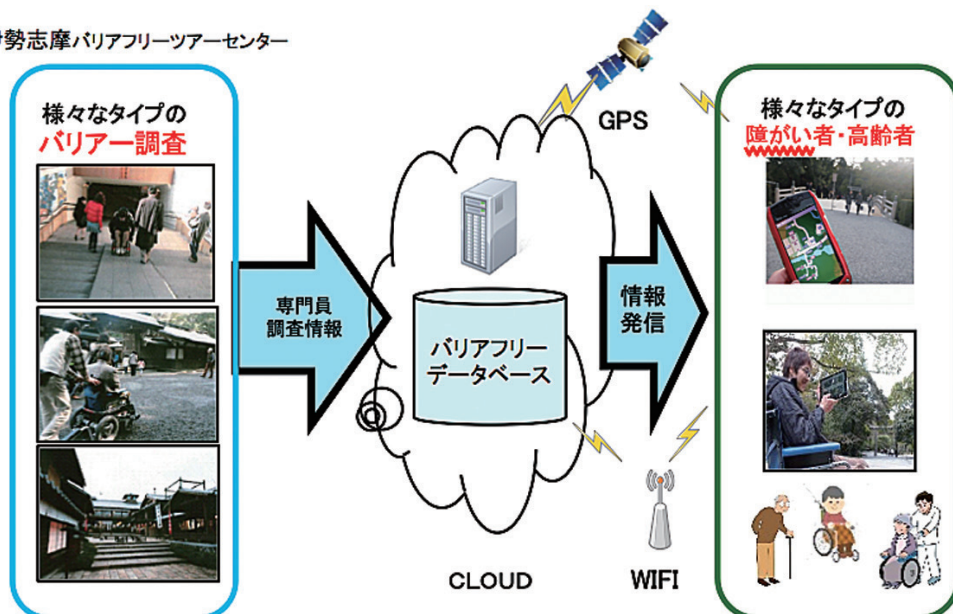 伊勢志摩バリアフリーツアーセンター
様々なタイプの
バリアー調査
専門員
調査情報
バリアフリー
データベース
CLOUD
GPS
情報
発信
WIFI
様々なタイプの
障がい者・高齢者